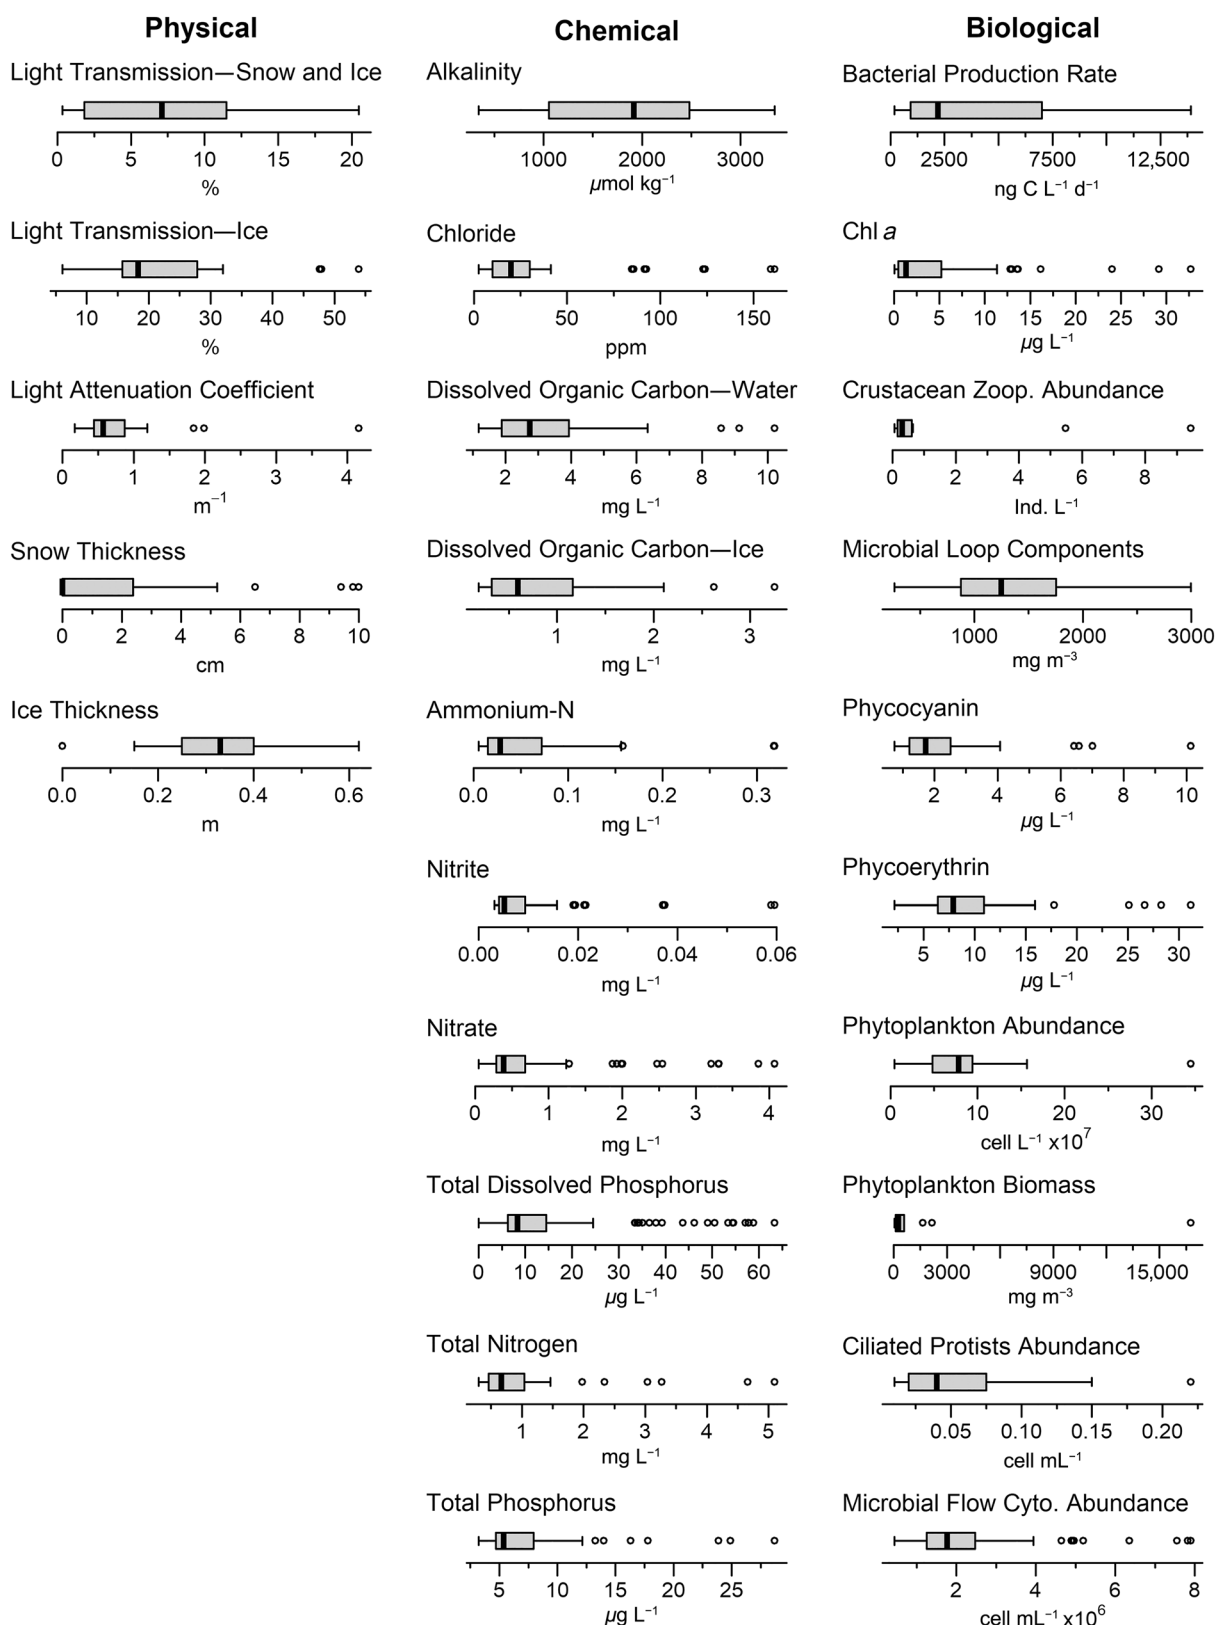 Physical
Light Transmission—Snow and Ice
0 5 10 15 20
%
Light Transmission—Ice
10 20 30 40 50
%
Light Attenuation Coefficient
0 1 2 3 4
m⁻¹
Snow Thickness
0 2 4 6 8 10
cm
Ice Thickness
0.0 0.2 0.4 0.6
m
Chemical
Alkalinity
1000 2000 3000
µmol kg⁻¹
Chloride
0 50 100 150
ppm
Dissolved Organic Carbon—Water
2 4 6 8 10
mg L⁻¹
Dissolved Organic Carbon—Ice
1 2 3
mg L⁻¹
Ammonium-N
0.0 0.1 0.2 0.3
mg L⁻¹
Nitrite
0.00 0.02 0.04 0.06
mg L⁻¹
Nitrate
0 1 2 3 4
mg L⁻¹
Total Dissolved Phosphorus
0 10 20 30 40 50 60
µg L⁻¹
Total Nitrogen
1 2 3 4 5
mg L⁻¹
Total Phosphorus
5 10 15 20 25
µg L⁻¹
Biological
Bacterial Production Rate
0 2500 7500 12,500
ng C L⁻¹ d⁻¹
Chl a
0 5 10 15 20 25 30
µg L⁻¹
Crustacean Zoop. Abundance
0 2 4 6 8
Ind. L⁻¹
Microbial Loop Components
1000 2000 3000
mg m⁻³
Phycocyanin
2 4 6 8 10
µg L⁻¹
Phycoerythrin
5 10 15 20 25 30
µg L⁻¹
Phytoplankton Abundance
0 10 20 30
cell L⁻¹ x10⁷
Phytoplankton Biomass
0 3000 9000 15,000
mg m⁻³
Ciliated Protists Abundance
0.05 0.10 0.15 0.20
cell mL⁻¹
Microbial Flow Cyto. Abundance
2 4 6 8
cell mL⁻¹ x10⁶